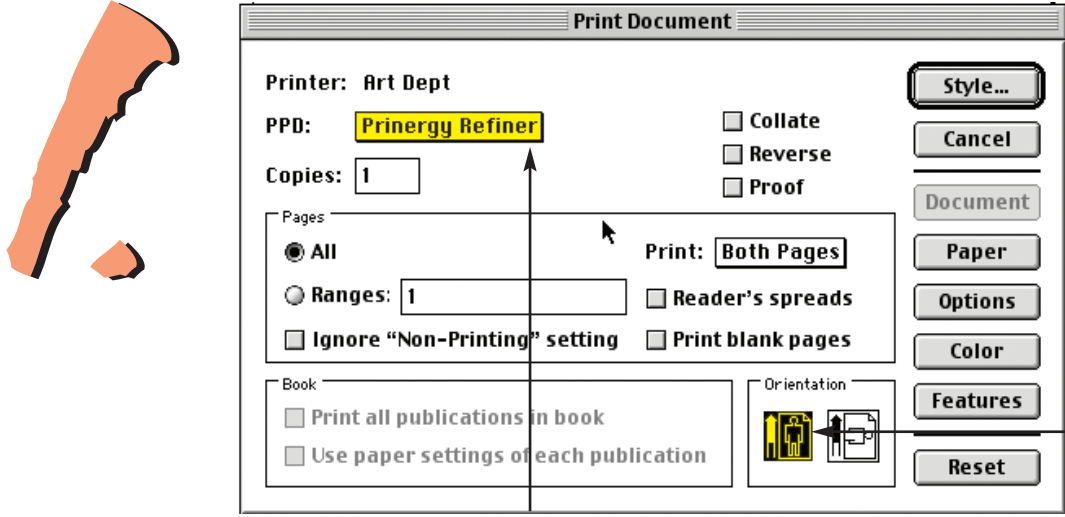 Print Document
Printer: Art Dept
Style...
PPD: Prinergy Refiner
Collate
Cancel
Reverse
Copies: 1
Proof
Document
Pages
All
Print: Both Pages
Paper
Ranges: 1
Reader's spreads
Options
Ignore “Non-Printing” setting
Print blank pages
Color
Book
Orientation
Features
Print all publications in book
Use paper settings of each publication
Reset